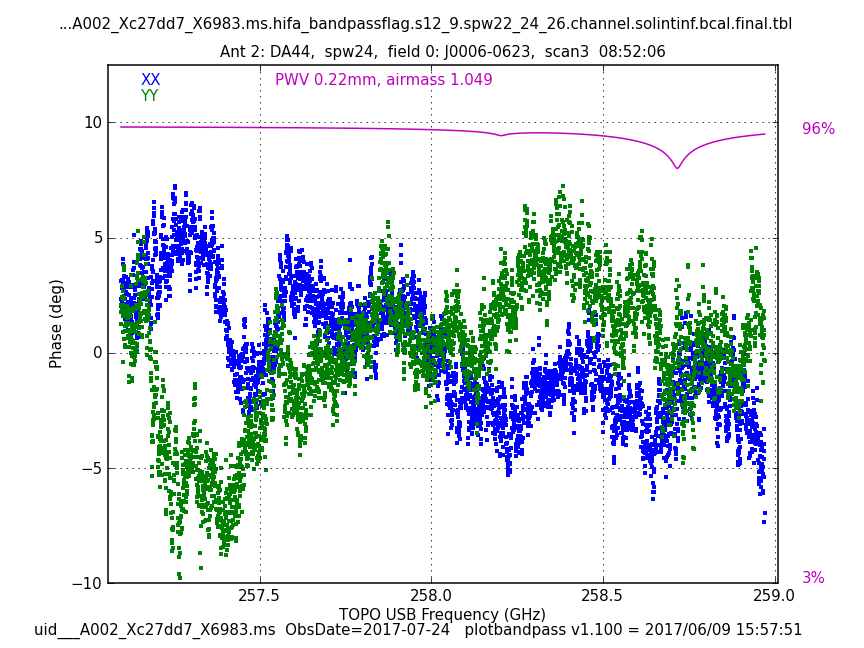 ...A002_Xc27dd7_X6983.ms.hifa_bandpassflag.s12_9.spw22_24_26.channel.solintinf.bcal.final.tbl
Ant 2: DA44, spw24, field 0: J0006-0623, scan3 08:52:06
XX
YY
PWV 0.22mm, airmass 1.049
96%
3%
10
5
0
−5
−10
Phase (deg)
257.5 258.0 258.5 259.0
TOPO USB Frequency (GHz)
uid___A002_Xc27dd7_X6983.ms ObsDate=2017-07-24 plotbandpass v1.100 = 2017/06/09 15:57:51